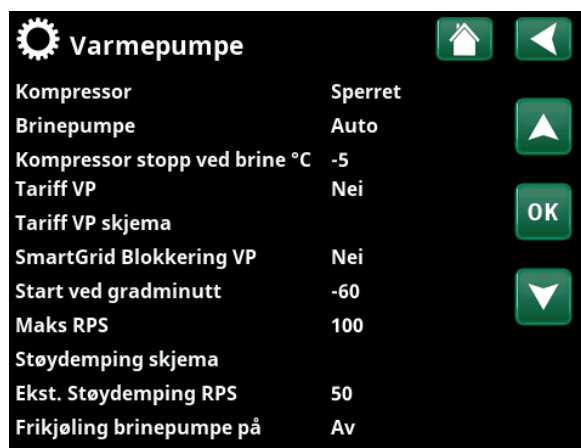 Varmepumpe
Kompressor Sperret
Brinepumpe Auto
Kompressor stopp ved brine °C -5
Tariff VP Nei
Tariff VP skjema
OK
SmartGrid Blokkering VP Nei
Start ved gradminutt -60
Maks RPS 100
Støydemping skjema
Ekst. Støydemping RPS 50
Frikjøling brinepumpe på Av